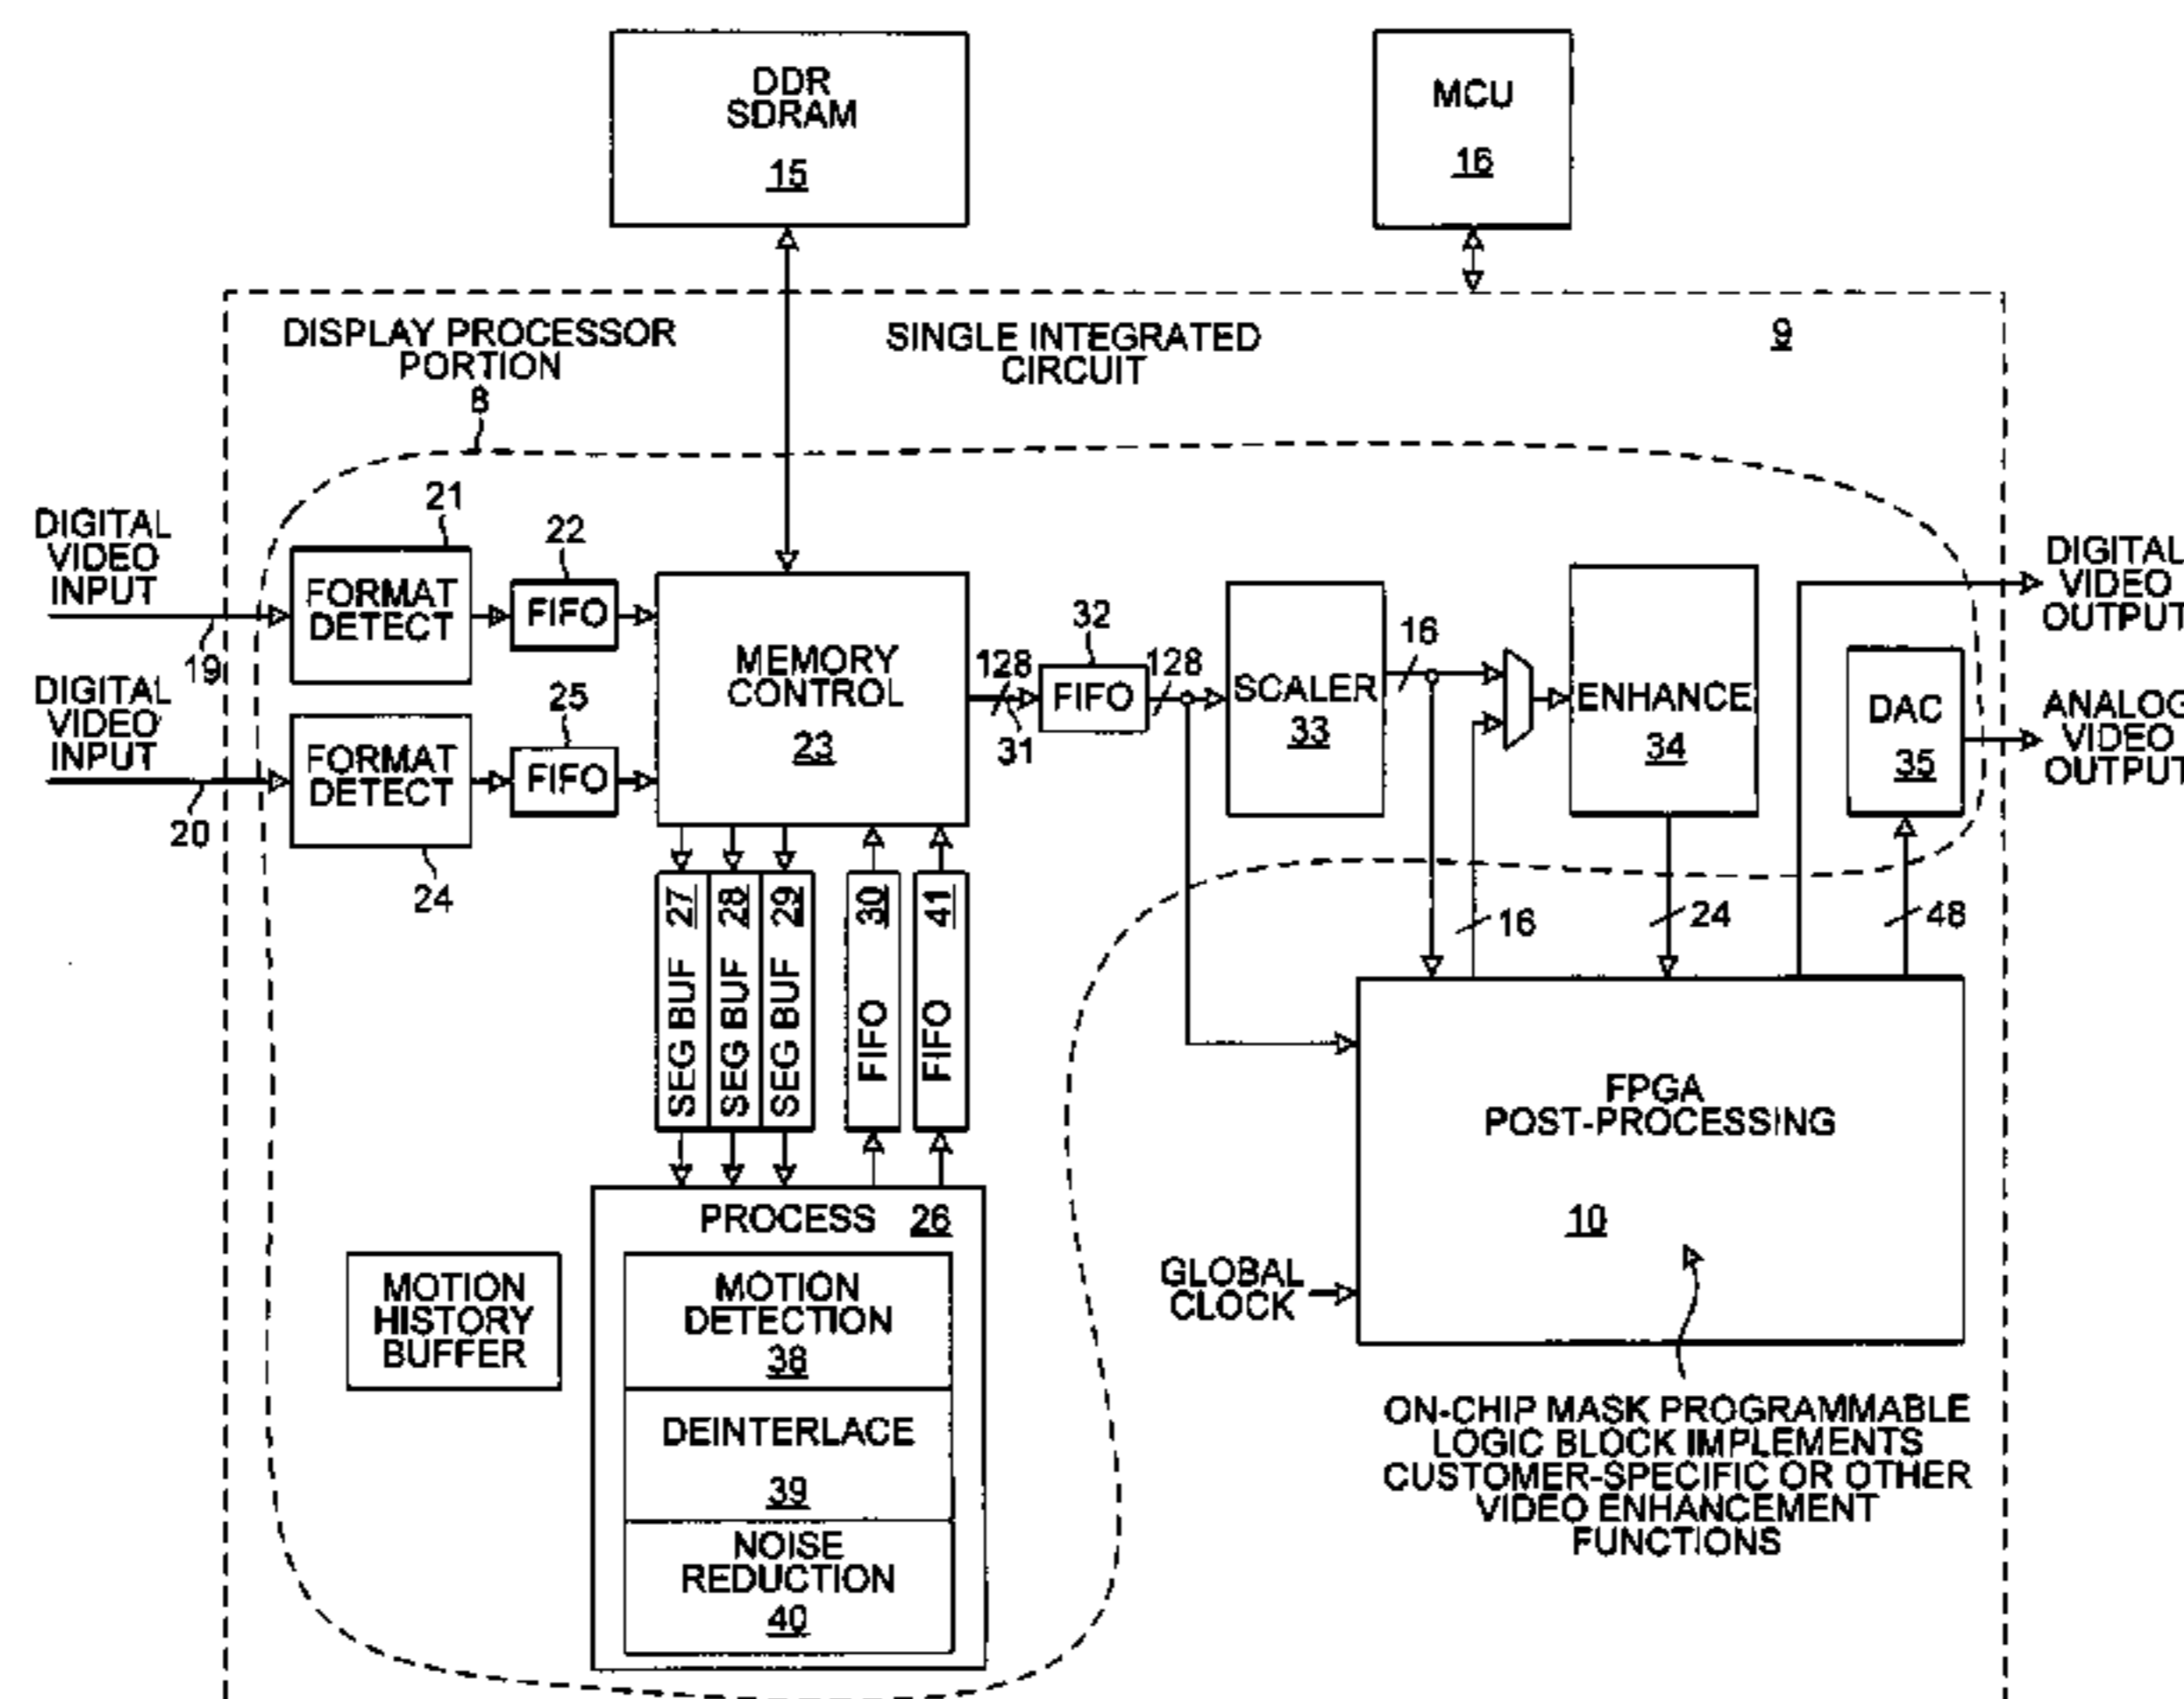 DDR
SDRAM
15
MCU
16
DISPLAY PROCESSOR
PORTION
8
SINGLE INTEGRATED
CIRCUIT
9
DIGITAL
VIDEO
INPUT
19
21
FORMAT
DETECT
22
FIFO
DIGITAL
VIDEO
INPUT
20
FORMAT
DETECT
24
25
FIFO
MEMORY
CONTROL
23
128
31
32
FIFO
128
SCALER
33
16
ENHANCE
34
DIGITAL
VIDEO
OUTPUT
DAC
35
ANALOG
VIDEO
OUTPUT
SEG BUF 27
SEG BUF 28
SEG BUF 29
FIFO 30
FIFO 41
16
24
48
FPGA
POST-PROCESSING
10
GLOBAL
CLOCK
PROCESS 26
MOTION
DETECTION
38
DEINTERLACE
39
NOISE
REDUCTION
40
MOTION
HISTORY
BUFFER
ON-CHIP MASK PROGRAMMABLE
LOGIC BLOCK IMPLEMENTS
CUSTOMER-SPECIFIC OR OTHER
VIDEO ENHANCEMENT
FUNCTIONS